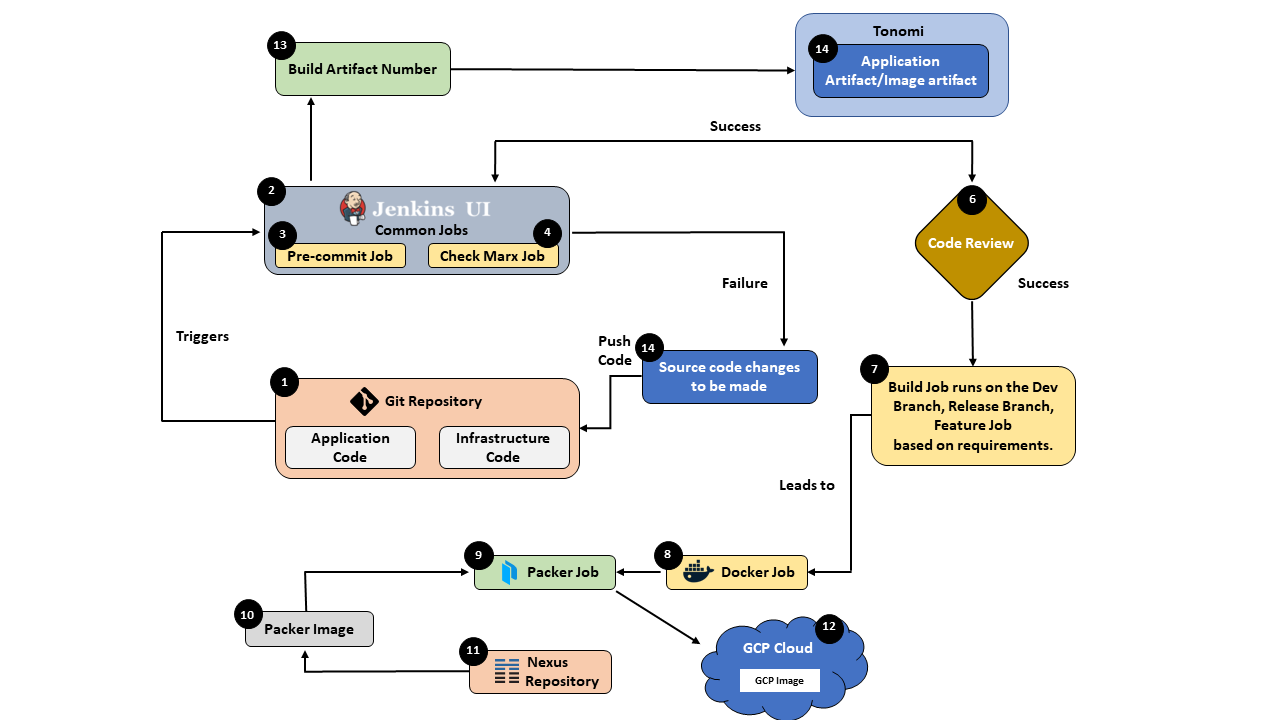 13
Build Artifact Number
Tonomi
14
Application
Artifact/Image artifact
Success
2
Jenkins UI
Common Jobs
3
Pre-commit Job
4
Check Marx Job
6
Code Review
Success
Failure
Triggers
Push
Code
14
Source code changes
to be made
1
Git Repository
Application
Code
Infrastructure
Code
7
Build Job runs on the Dev
Branch, Release Branch,
Feature Job
based on requirements.
Leads to
9
Packer Job
8
Docker Job
10
Packer Image
11
Nexus
Repository
12
GCP Cloud
GCP Image